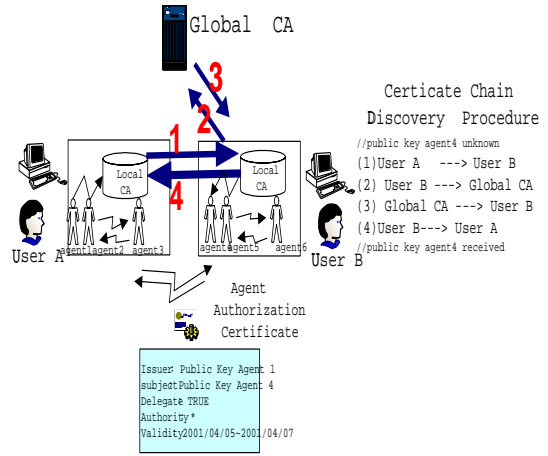 Global CA
3
2
1
4
Local
CA
Local
CA
agent1agent2 agent3
agent4agent5 agent6
User A
User B
Certicate Chain
Discovery Procedure
//public key agent4 unknown
(1)User A ---> User B
(2) User B ---> Global CA
(3) Global CA ---> User B
(4)User B---> User A
//public key agent4 received
Agent
Authorization
Certificate
Issuer: Public Key Agent 1
subject:Public Key Agent 4
Delegate: TRUE
Authority:*
Validity:2001/04/05~2001/04/07